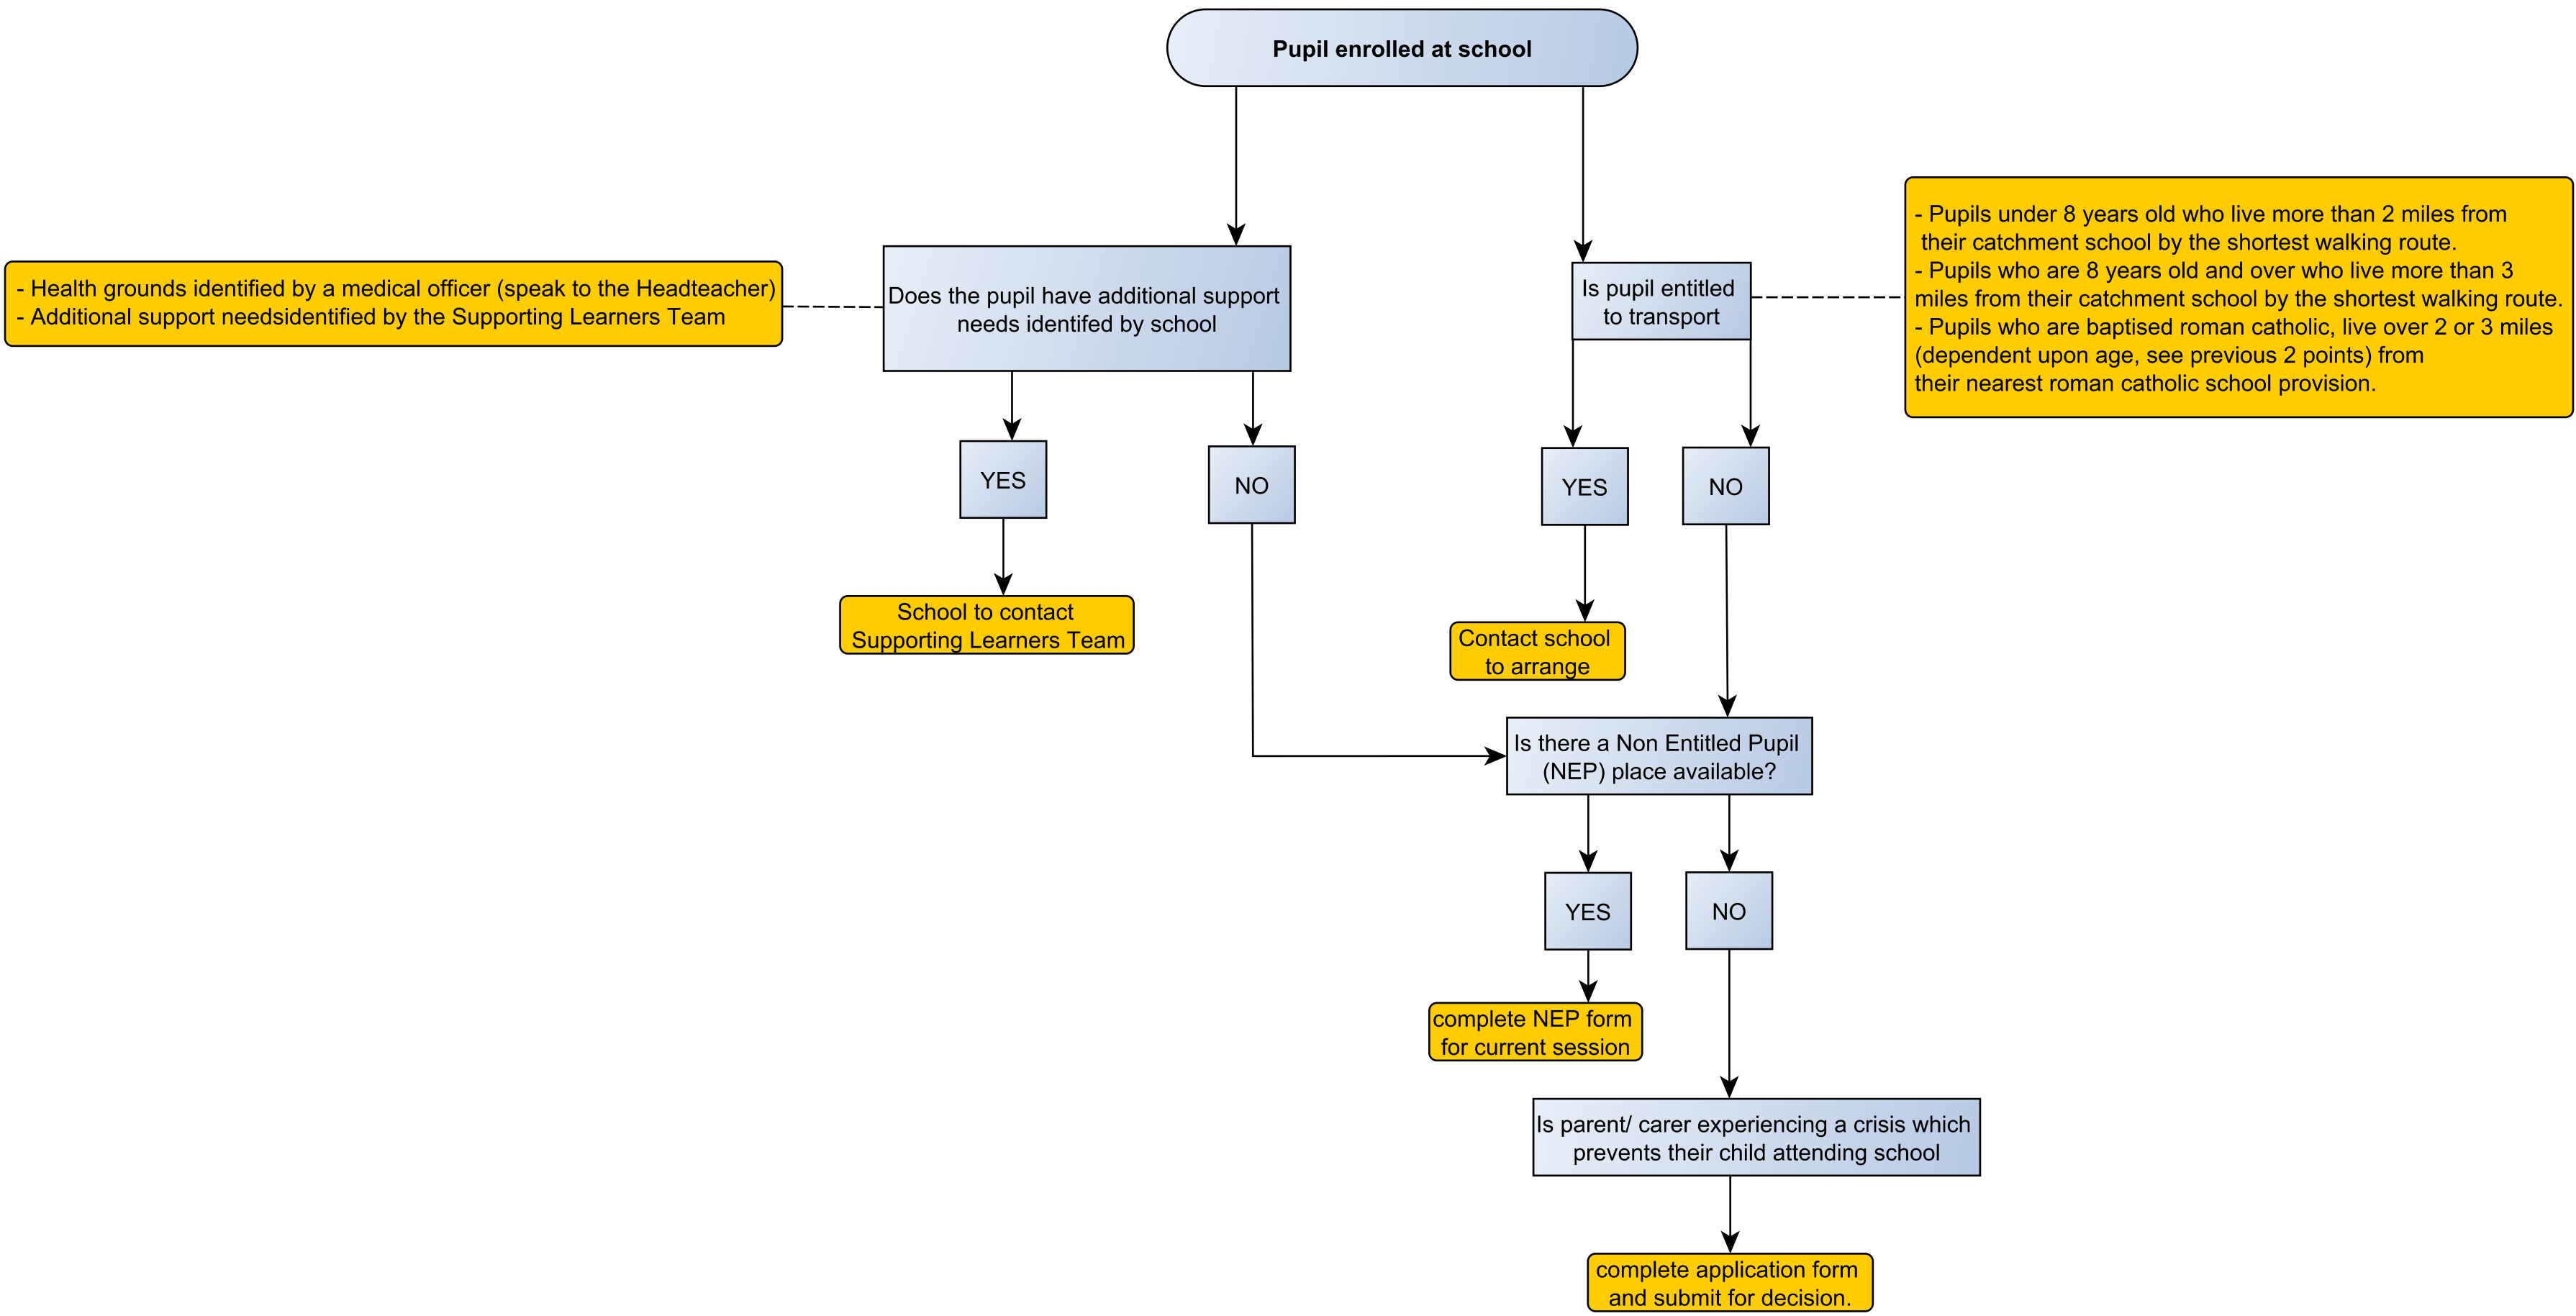 Pupil enrolled at school
- Health grounds identified by a medical officer (speak to the Headteacher)
- Additional support needsidentified by the Supporting Learners Team
Does the pupil have additional support
needs identifed by school
Is pupil entitled
to transport
- Pupils under 8 years old who live more than 2 miles from
their catchment school by the shortest walking route.
- Pupils who are 8 years old and over who live more than 3
miles from their catchment school by the shortest walking route.
- Pupils who are baptised roman catholic, live over 2 or 3 miles
(dependent upon age, see previous 2 points) from
their nearest roman catholic school provision.
YES
NO
YES
NO
School to contact
Supporting Learners Team
Contact school
to arrange
Is there a Non Entitled Pupil
(NEP) place available?
YES
NO
complete NEP form
for current session
Is parent/ carer experiencing a crisis which
prevents their child attending school
complete application form
and submit for decision.